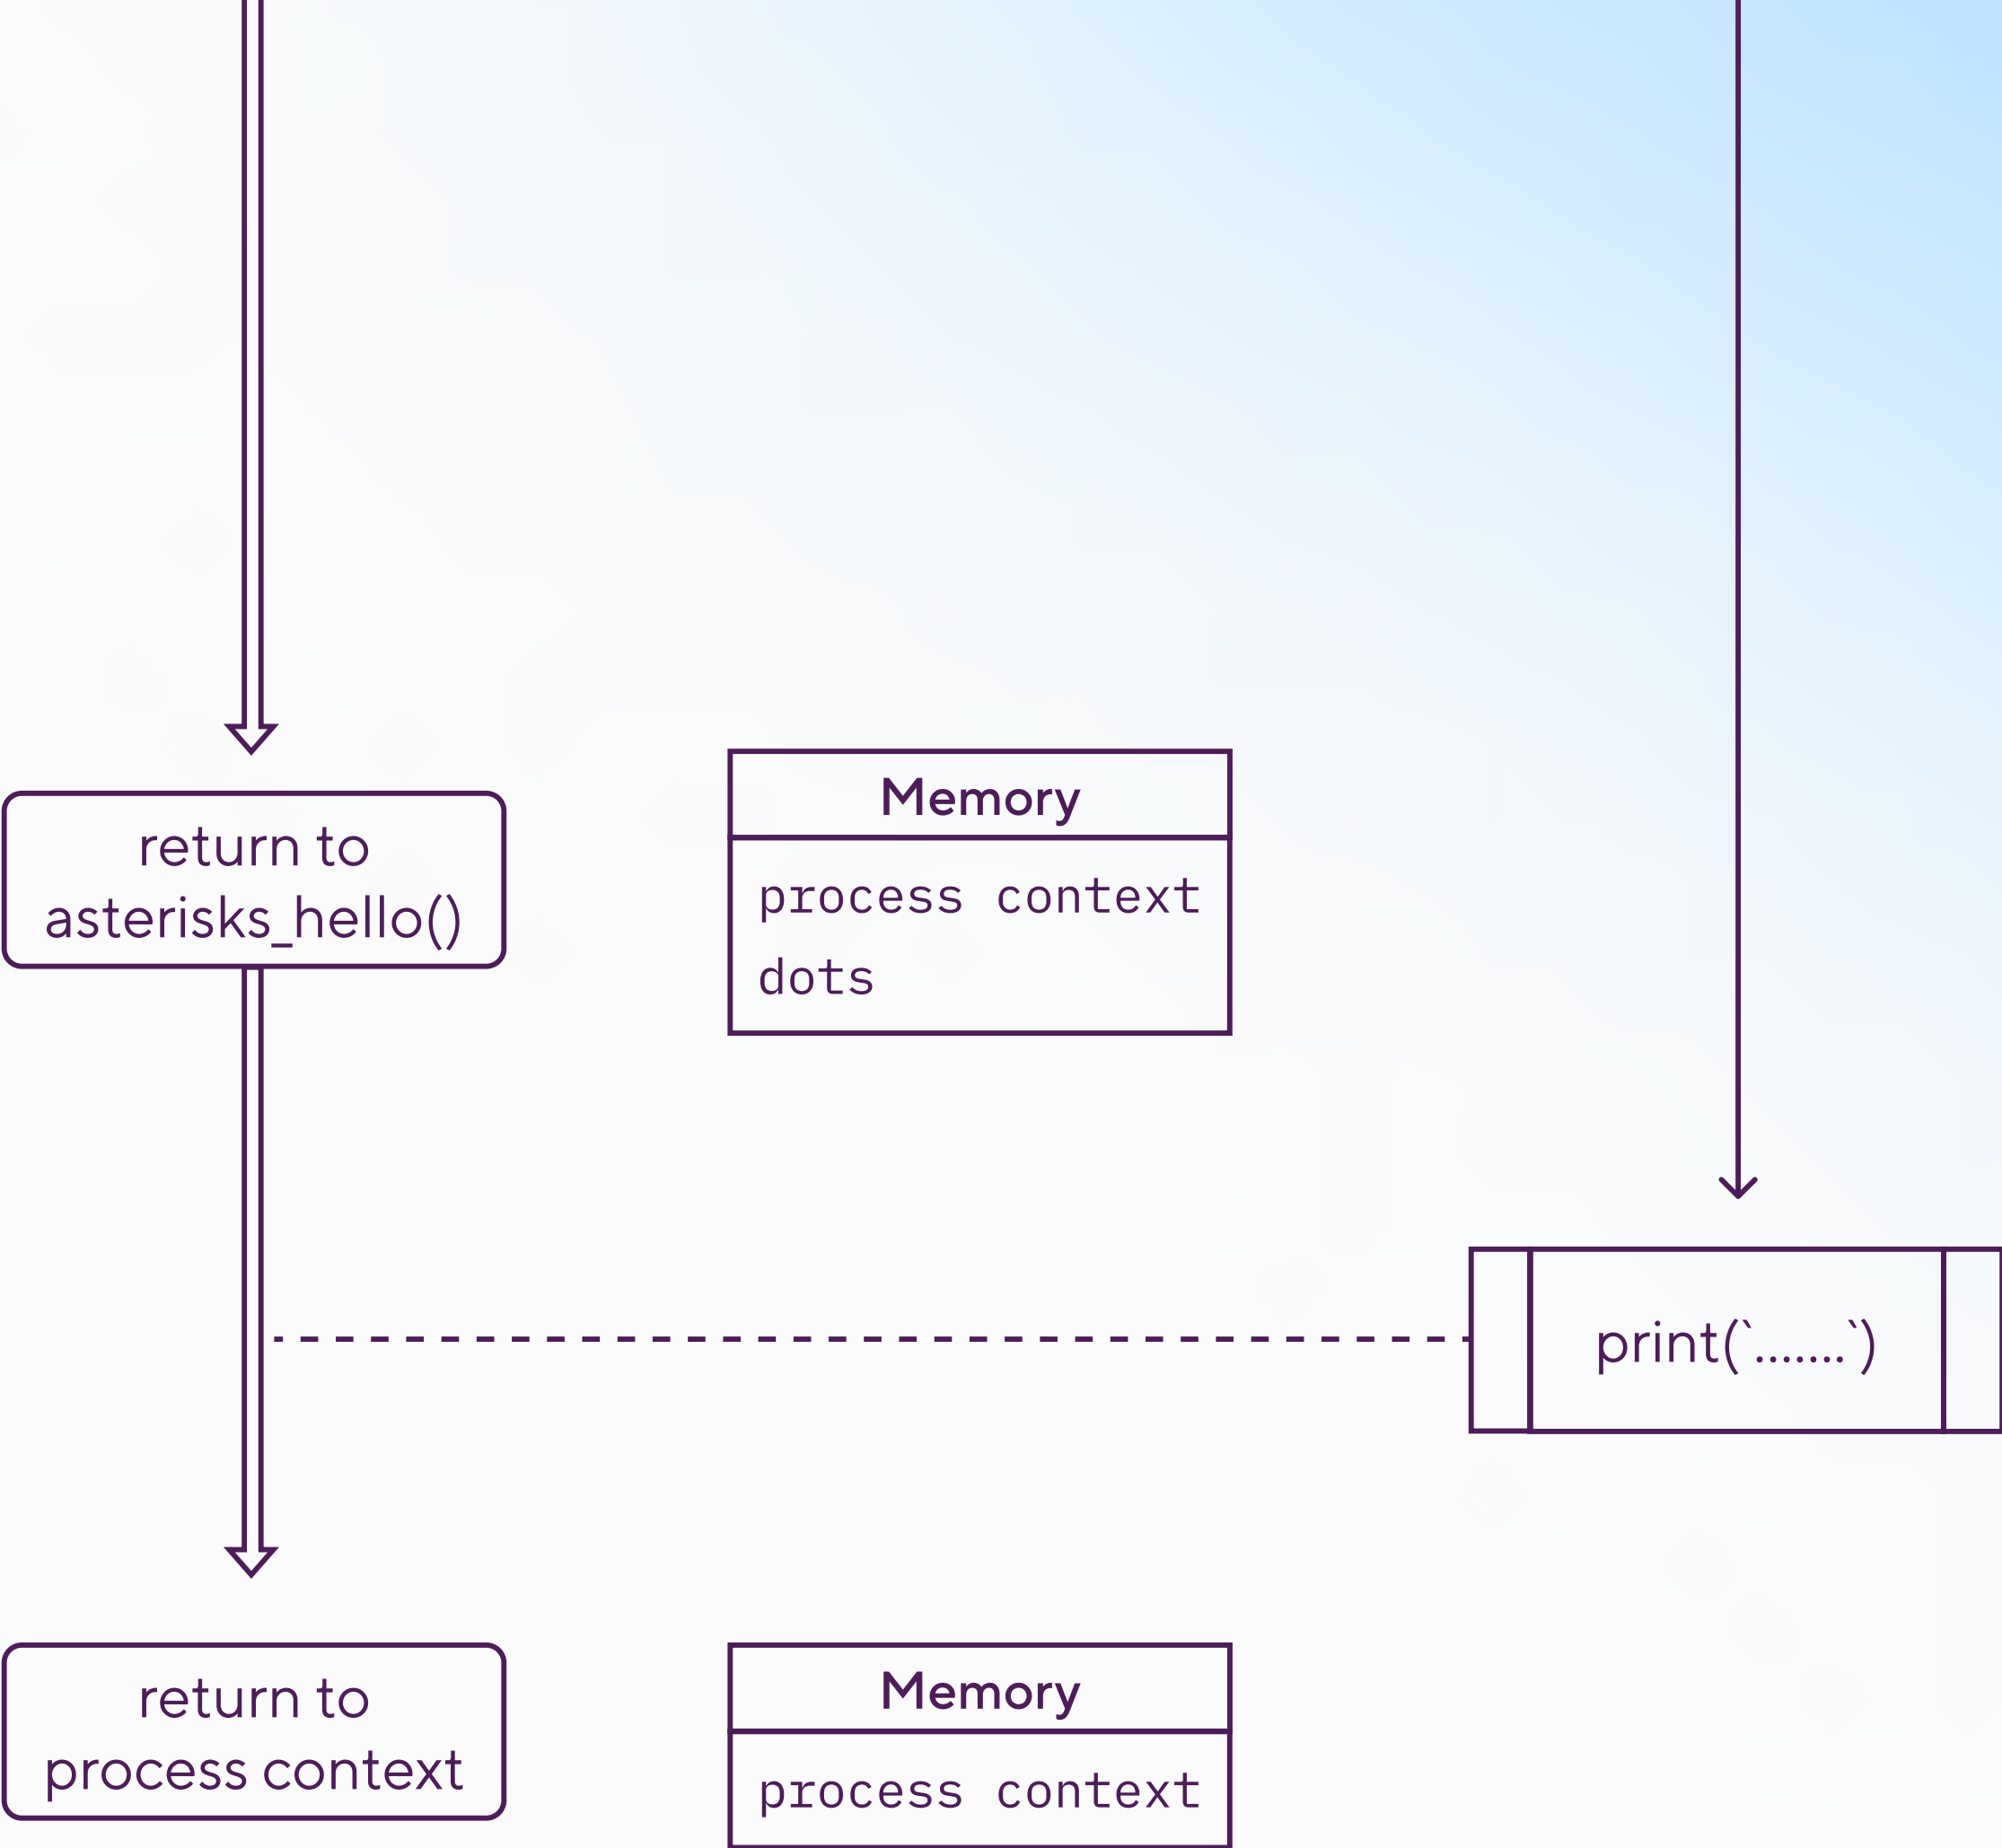 return to
asterisks_hello()
Memory
process context
dots
print(`.......`)
return to
process context
Memory
process context